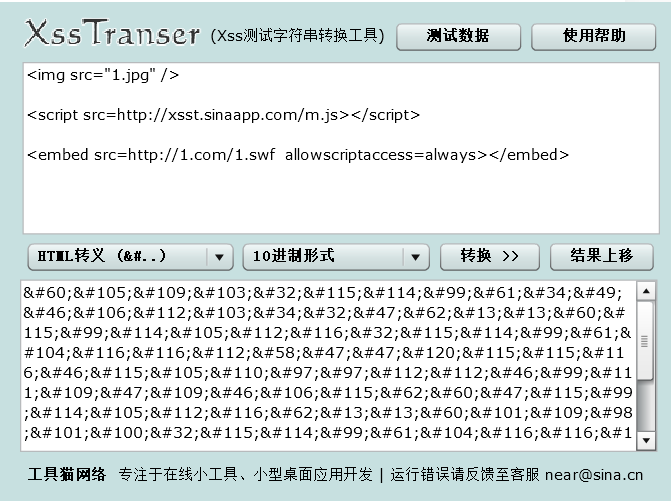 XssTranser (Xss测试字符串转换工具) 测试数据 使用帮助
<img src="1.jpg" />
<script src=http://xsst.sinaapp.com/m.js></script>
<embed src=http://1.com/1.swf  allowscriptaccess=always></embed>
HTML转义 (&#..) 10进制形式 转换 >> 结果上移
&#60;&#105;&#109;&#103;&#32;&#115;&#114;&#99;&#61;&#34;&#49;
&#46;&#106;&#112;&#103;&#34;&#32;&#47;&#62;&#13;&#13;&#60;&#
115;&#99;&#114;&#105;&#112;&#116;&#32;&#115;&#114;&#99;&#61;&
#104;&#116;&#116;&#112;&#58;&#47;&#47;&#120;&#115;&#115;&#11
6;&#46;&#115;&#105;&#110;&#97;&#97;&#112;&#112;&#46;&#99;&#11
1;&#109;&#47;&#109;&#46;&#106;&#115;&#62;&#60;&#47;&#115;&#99
&#114;&#105;&#112;&#116;&#62;&#13;&#13;&#60;&#101;&#109;&#98
;&#101;&#100;&#32;&#115;&#114;&#99;&#61;&#104;&#116;&#116;&#1
工具猫网络 专注于在线小工具、小型桌面应用开发 | 运行错误请反馈至客服 near@sina.cn